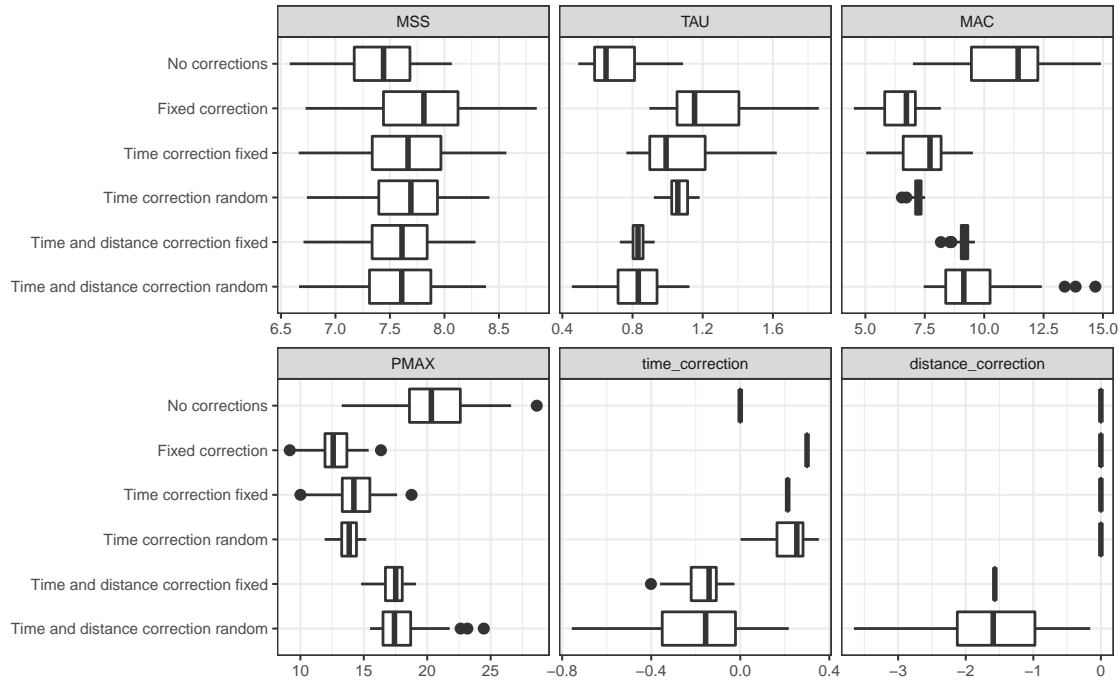 MSS TAU MAC
No corrections
Fixed correction
Time correction fixed
Time correction random
Time and distance correction fixed
Time and distance correction random
6.5 7.0 7.5 8.0 8.5 0.4 0.8 1.2 1.6 5.0 7.5 10.0 12.5 15.0
PMAX time_correction distance_correction
No corrections
Fixed correction
Time correction fixed
Time correction random
Time and distance correction fixed
Time and distance correction random
10 15 20 25 −0.8 −0.4 0.0 0.4 −3 −2 −1 0